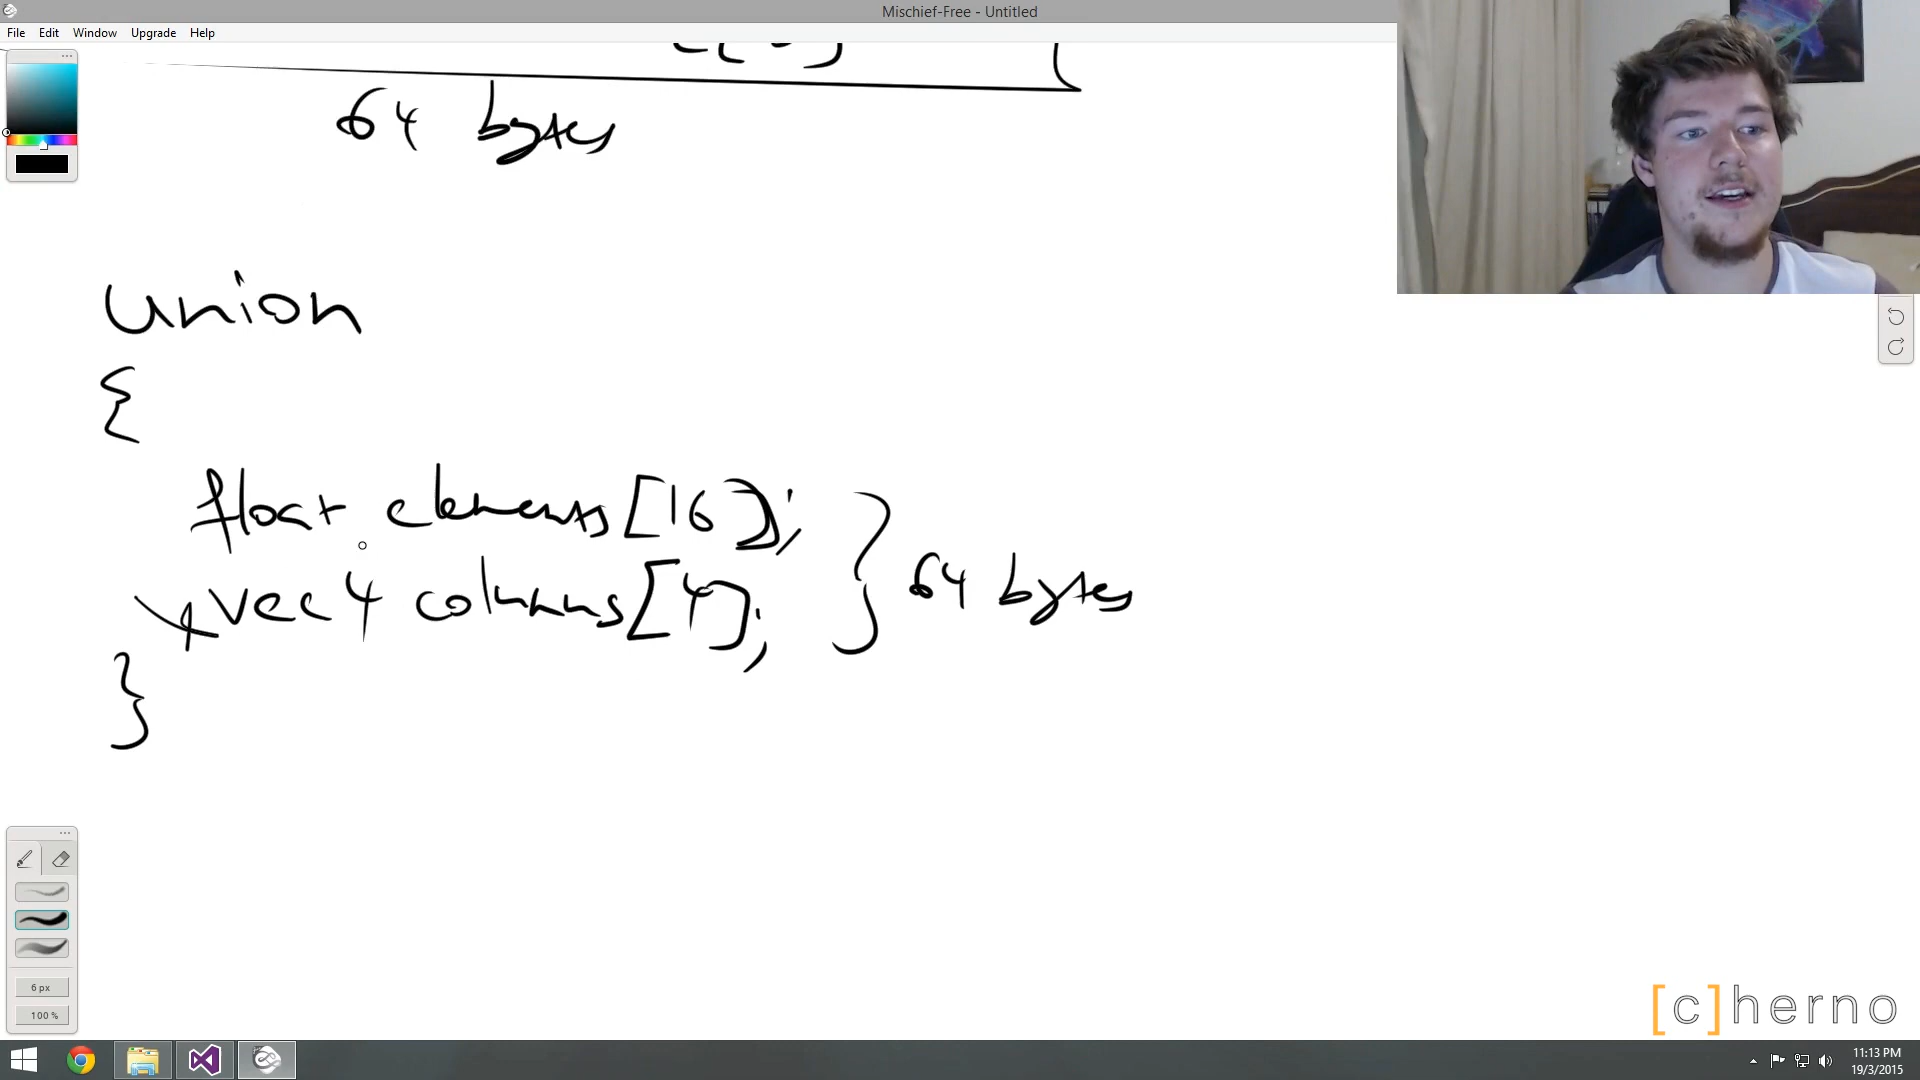 Mischief-Free - Untitled
File Edit Window Upgrade Help
64 bytes
union
{
float elements[16];
vec4 columns[4];
} 64 bytes
}
6 px
100 %
[c]herno
11:13 PM
19/3/2015